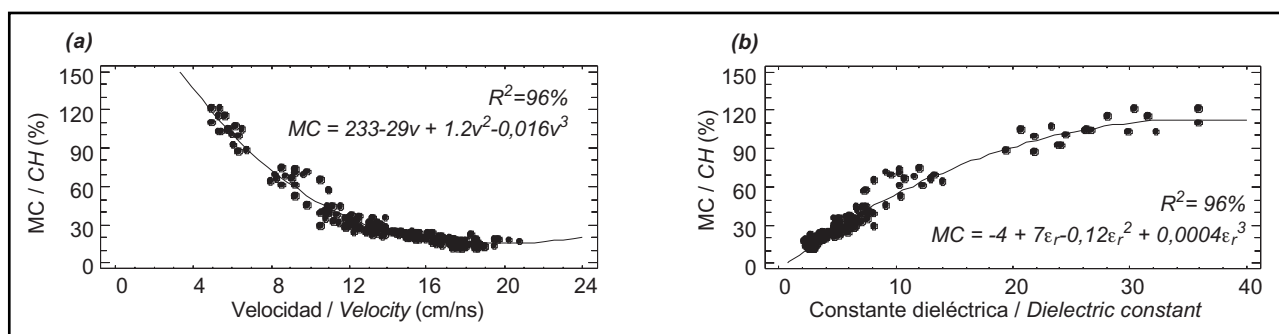 (a)
150
120
90
60
30
0
MC / CH (%)
R²=96%
MC = 233-29v + 1.2v²-0,016v³
0 4 8 12 16 20 24
Velocidad / Velocity (cm/ns)
(b)
150
120
90
60
30
0
MC / CH (%)
R²= 96%
MC = -4 + 7εr-0,12εr² + 0,0004εr³
0 10 20 30 40
Constante dieléctrica / Dielectric constant